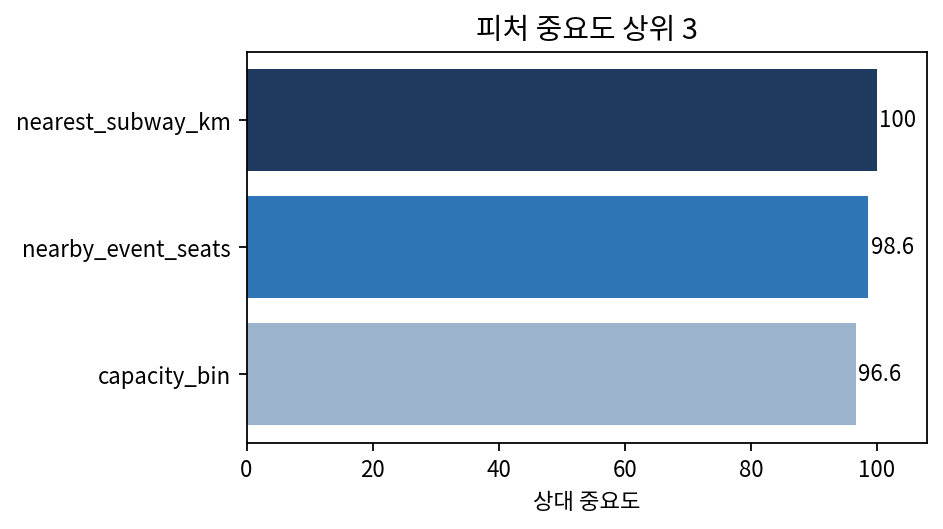 피처 중요도 상위 3
nearest_subway_km
100
nearby_event_seats
98.6
capacity_bin
96.6
0 20 40 60 80 100
상대 중요도